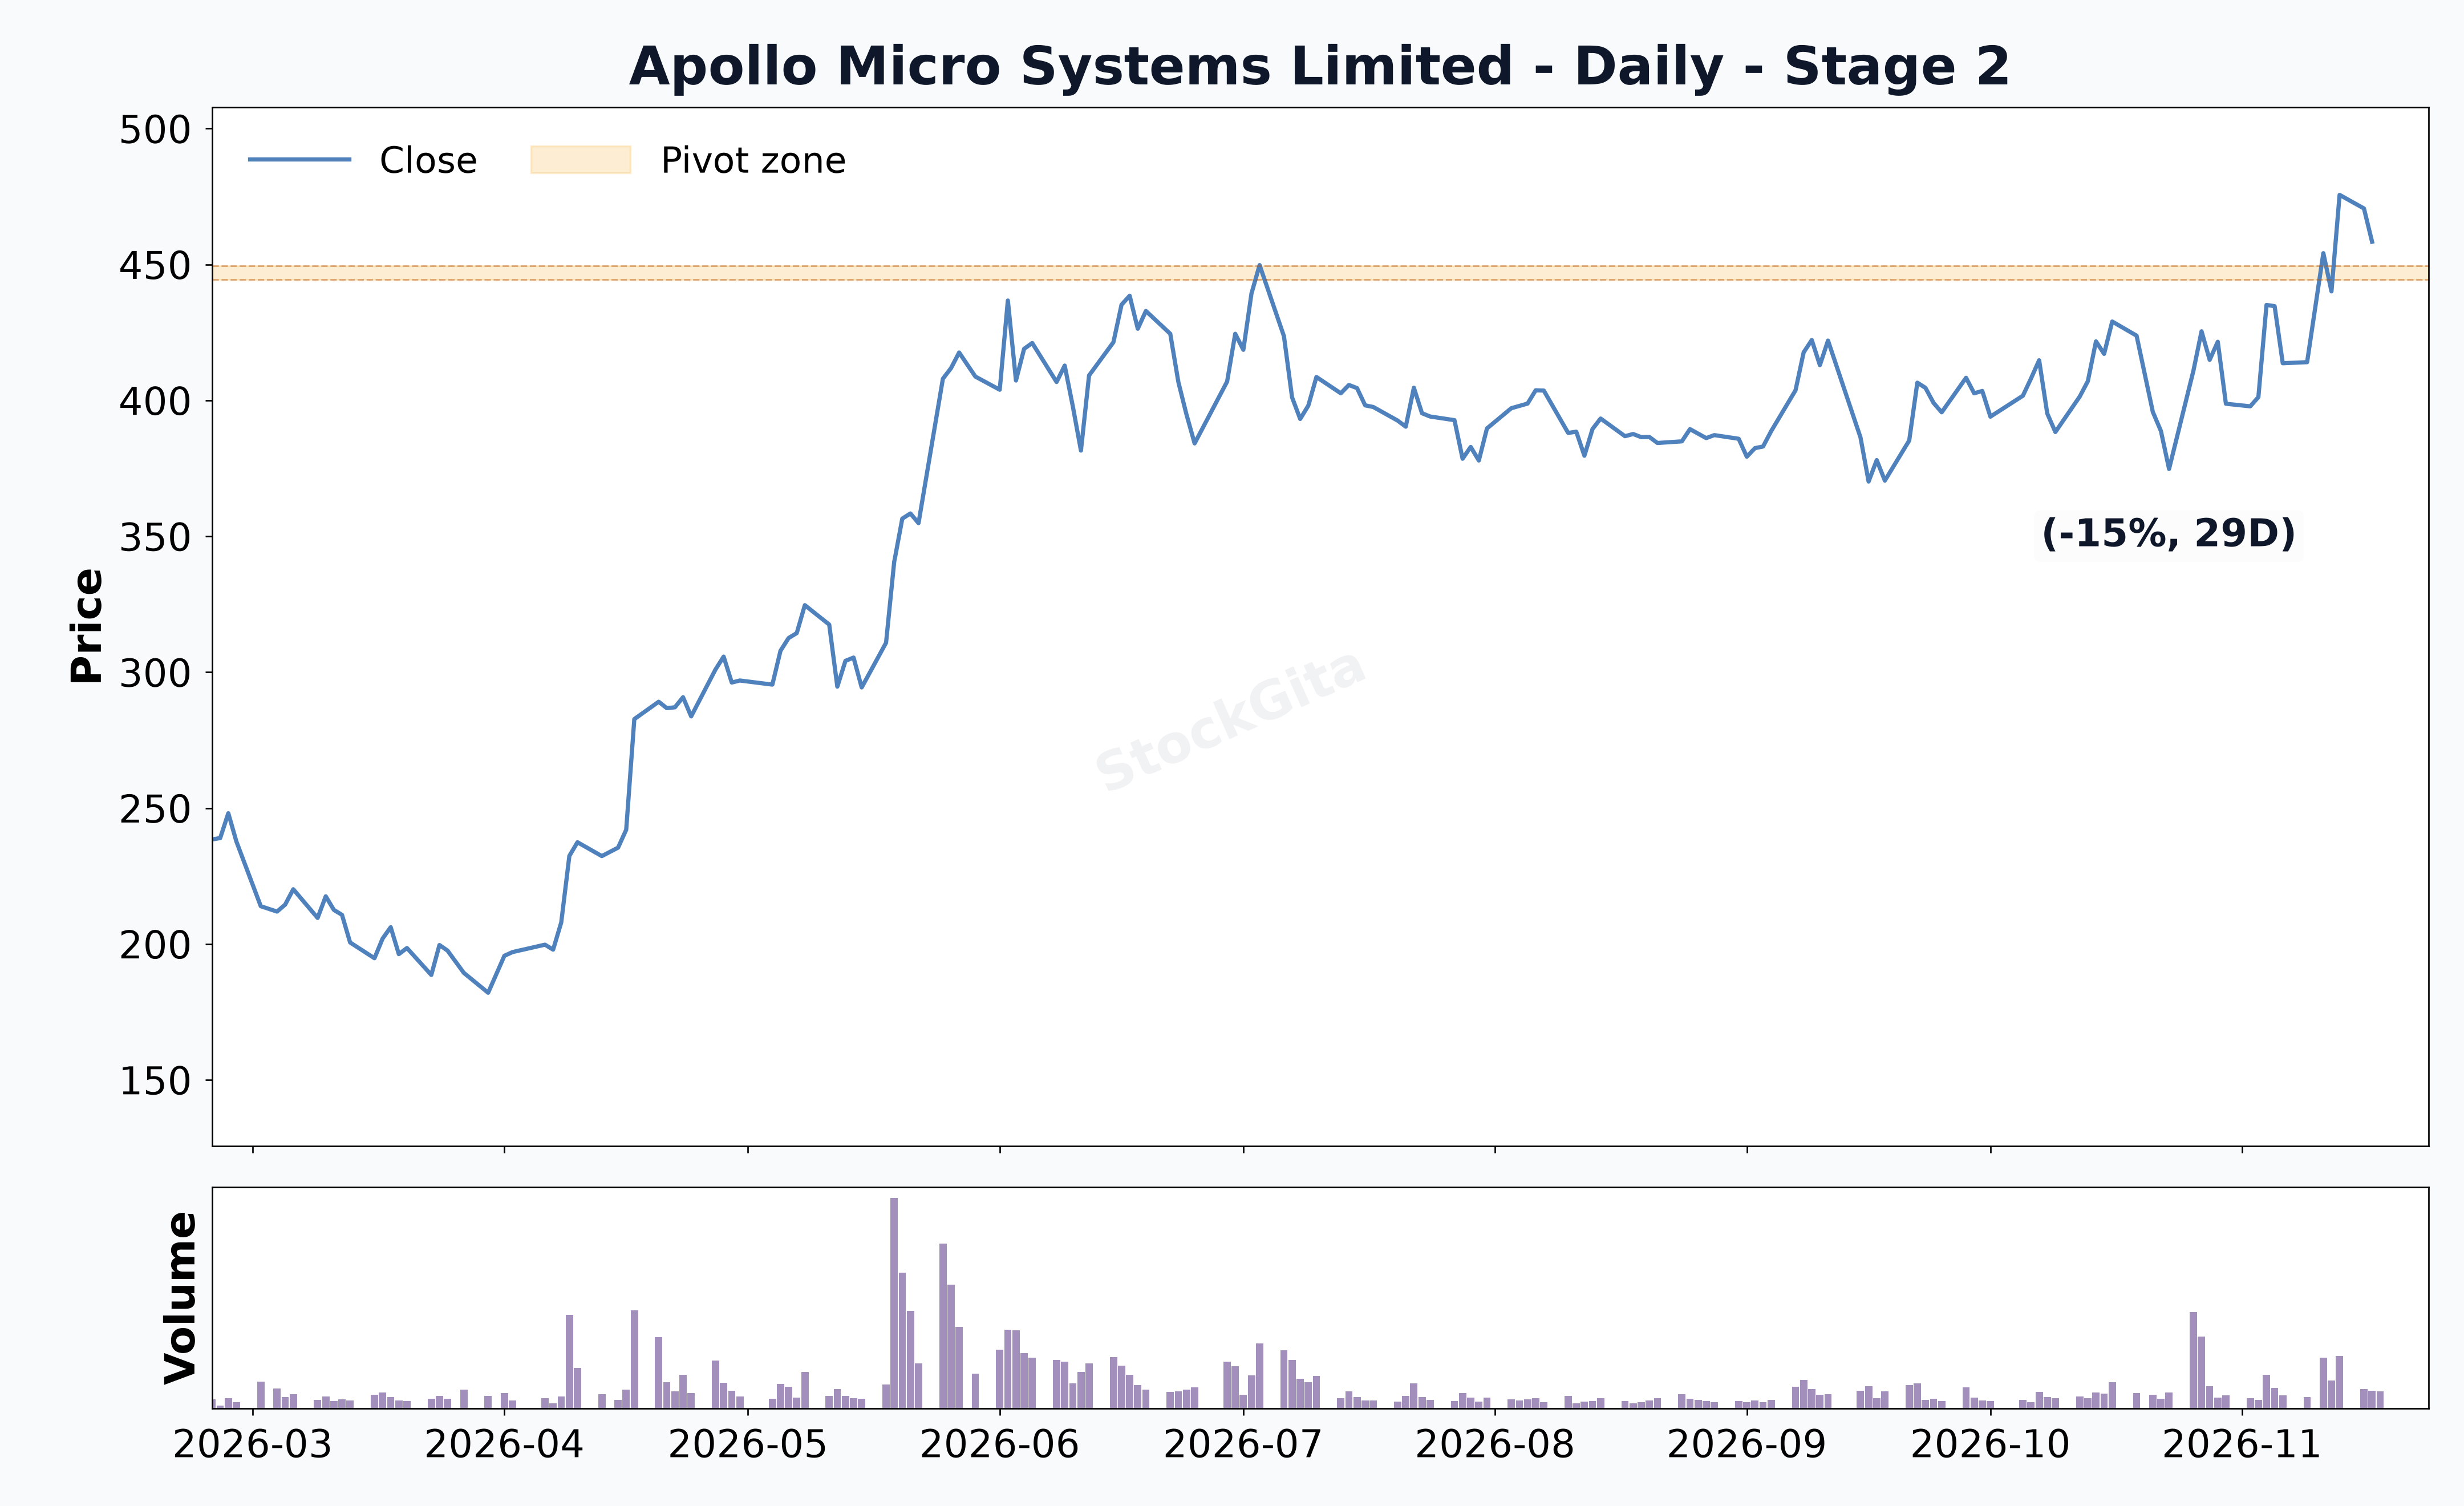 Apollo Micro Systems Limited - Daily - Stage 2
Close
Pivot zone
500
450
400
350
300
250
200
150
Price
(-15%, 29D)
StockGita
Volume
2026-03
2026-04
2026-05
2026-06
2026-07
2026-08
2026-09
2026-10
2026-11